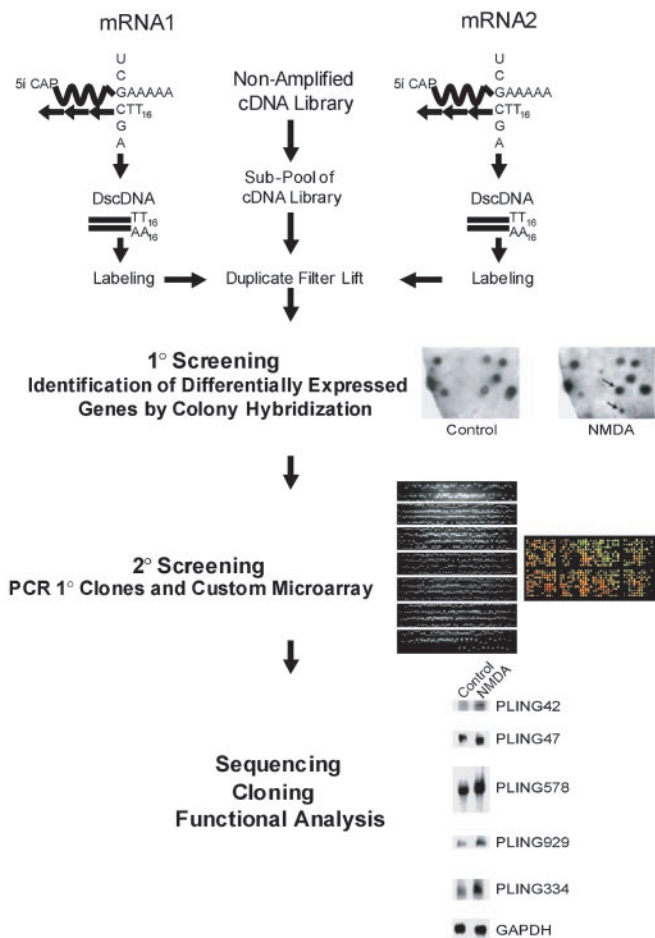 mRNA1
mRNA2
U
C
5í CAP
GAAAAA
CTT16
G
A
Non-Amplified
cDNA Library
U
C
5í CAP
GAAAAA
CTT16
G
A
Sub-Pool of
cDNA Library
DscDNA
TT16
AA16
DscDNA
TT16
AA16
Labeling
Duplicate Filter Lift
Labeling
1° Screening
Identification of Differentially Expressed
Genes by Colony Hybridization
Control
NMDA
2° Screening
PCR 1° Clones and Custom Microarray
Control
NMDA
PLING42
PLING47
Sequencing
Cloning
Functional Analysis
PLING578
PLING929
PLING334
GAPDH